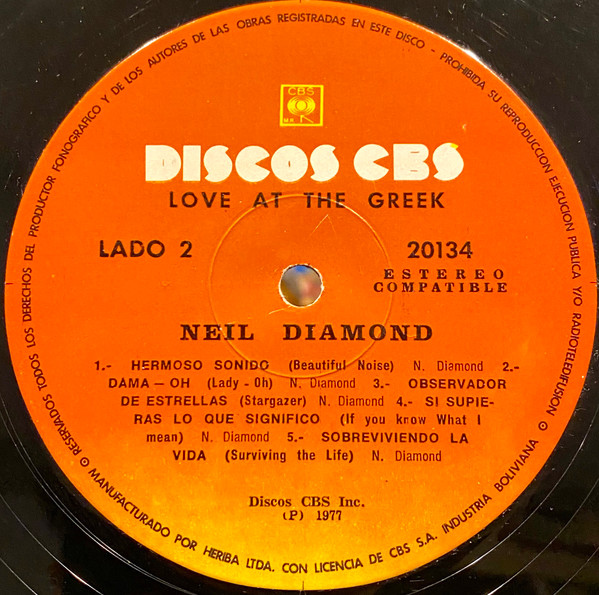 CBS
MR
DISCOS CBS
LOVE AT THE GREEK
LADO 2
20134
ESTEREO
COMPATIBLE
NEIL DIAMOND
1.- HERMOSO SONIDO (Beautiful Noise) N. Diamond 2.-
DAMA-OH (Lady-Oh) N. Diamond 3.- OBSERVADOR
DE ESTRELLAS (Stargazer) N. Diamond 4.- SI SUPIE-
RAS LO QUE SIGNIFICO (If you know What I
mean) N. Diamond 5.- SOBREVIVIENDO LA
VIDA (Surviving the Life) N. Diamond
Discos CBS Inc.
(P) 1977
® RESERVADOS TODOS LOS DERECHOS DEL PRODUCTOR FONOGRAFICO Y DE LOS AUTORES DE LAS OBRAS REGISTRADAS EN ESTE DISCO - PROHIBIDA SU REPRODUCCION EJECUCION PUBLICA Y/O RADIOTELEDIFUSION ®
MANUFACTURADO POR HERIBA LTDA. CON LICENCIA DE CBS S.A. INDUSTRIA BOLIVIANA